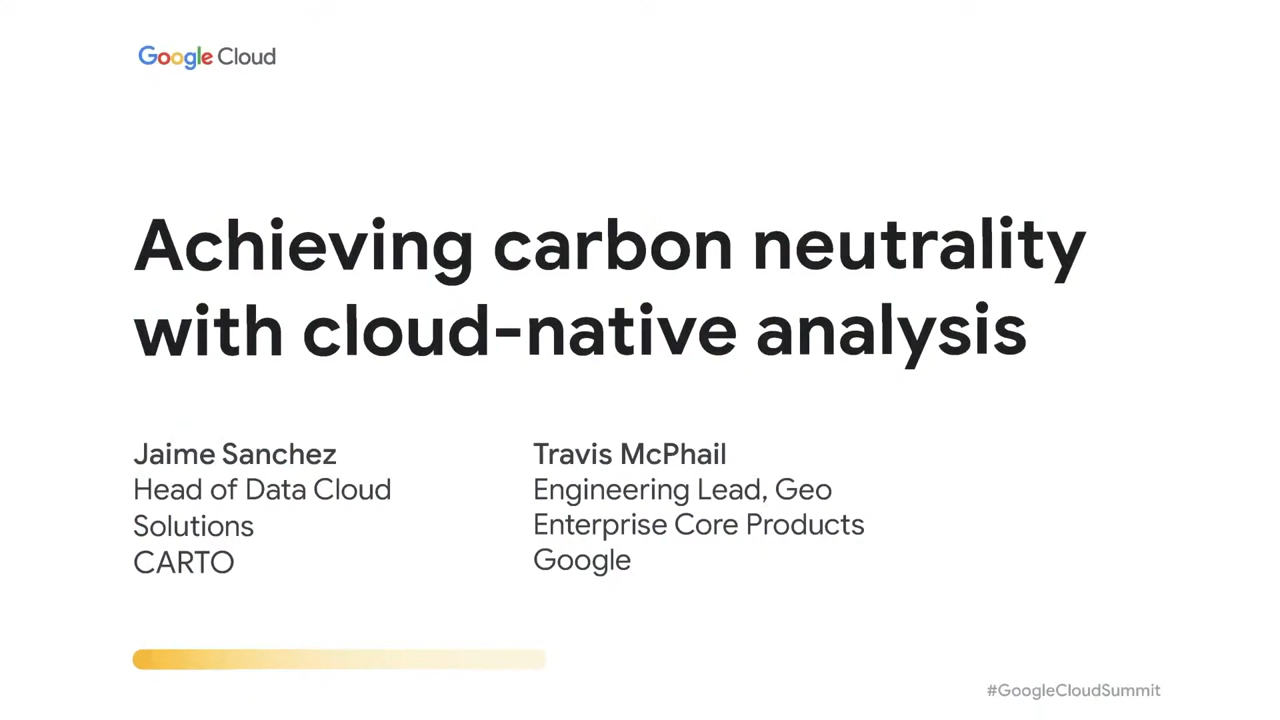 Google Cloud
Achieving carbon neutrality
with cloud-native analysis
Jaime Sanchez
Head of Data Cloud
Solutions
CARTO
Travis McPhail
Engineering Lead, Geo
Enterprise Core Products
Google
#GoogleCloudSummit